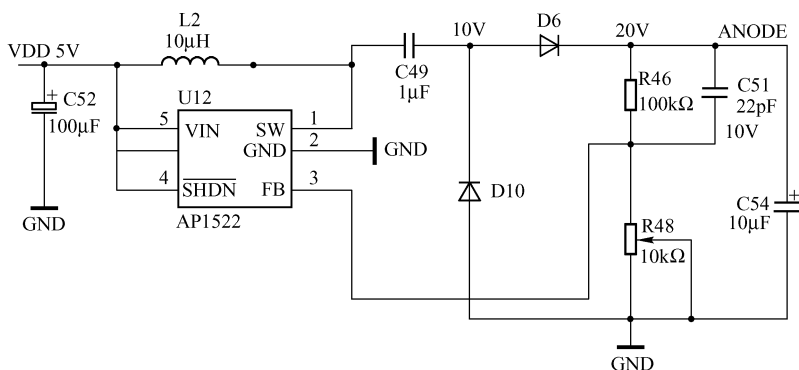 L2
10μH
VDD 5V
+
C52
100μF
GND
U12
5
VIN
4
SHDN
SW
1
GND
2
FB
3
AP1522
GND
C49
1μF
10V
D6
20V
ANODE
R46
100kΩ
C51
22pF
10V
D10
R48
10kΩ
C54
10μF
+
GND